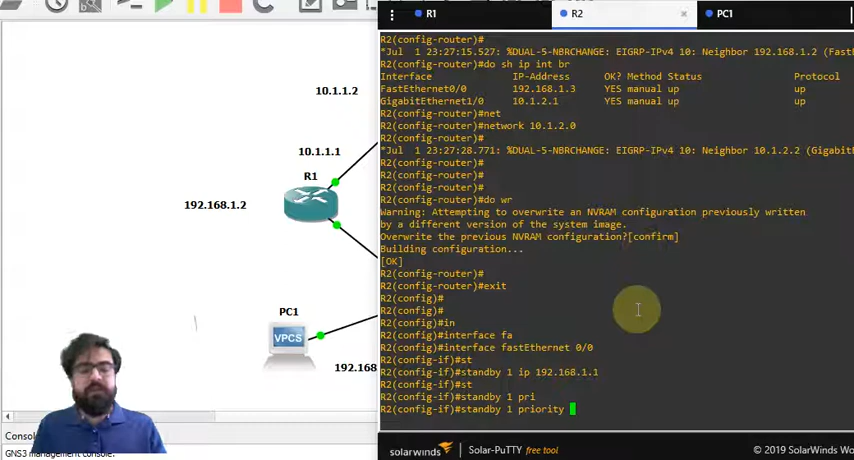 R1
R2
PC1
R2(config-router)#
*Jul  1 23:27:15.527: %DUAL-5-NBRCHANGE: EIGRP-IPv4 10: Neighbor 192.168.1.2 (Fast
R2(config-router)#do sh ip int br
Interface IP-Address OK? Method Status Protocol
FastEthernet0/0 192.168.1.3 YES manual up up
GigabitEthernet1/0 10.1.2.1 YES manual up up
R2(config-router)#net
R2(config-router)#network 10.1.2.0
R2(config-router)#
*Jul  1 23:27:28.771: %DUAL-5-NBRCHANGE: EIGRP-IPv4 10: Neighbor 10.1.2.2 (Gigabit
R2(config-router)#
R2(config-router)#
R2(config-router)#
R2(config-router)#do wr
Warning: Attempting to overwrite an NVRAM configuration previously written
by a different version of the system image.
Overwrite the previous NVRAM configuration?[confirm]
Building configuration...
[OK]
R2(config-router)#
R2(config-router)#exit
R2(config)#
R2(config)#
R2(config)#in
R2(config)#interface fa
R2(config)#interface fastEthernet 0/0
R2(config-if)#st
R2(config-if)#standby 1 ip 192.168.1.1
R2(config-if)#st
R2(config-if)#standby 1 pri
R2(config-if)#standby 1 priority
solarwinds Solar-PuTTY free tool © 2019 SolarWinds Wo
10.1.1.2
10.1.1.1
R1
192.168.1.2
PC1
VPCS
192.168
Conso
GNS3 management console.